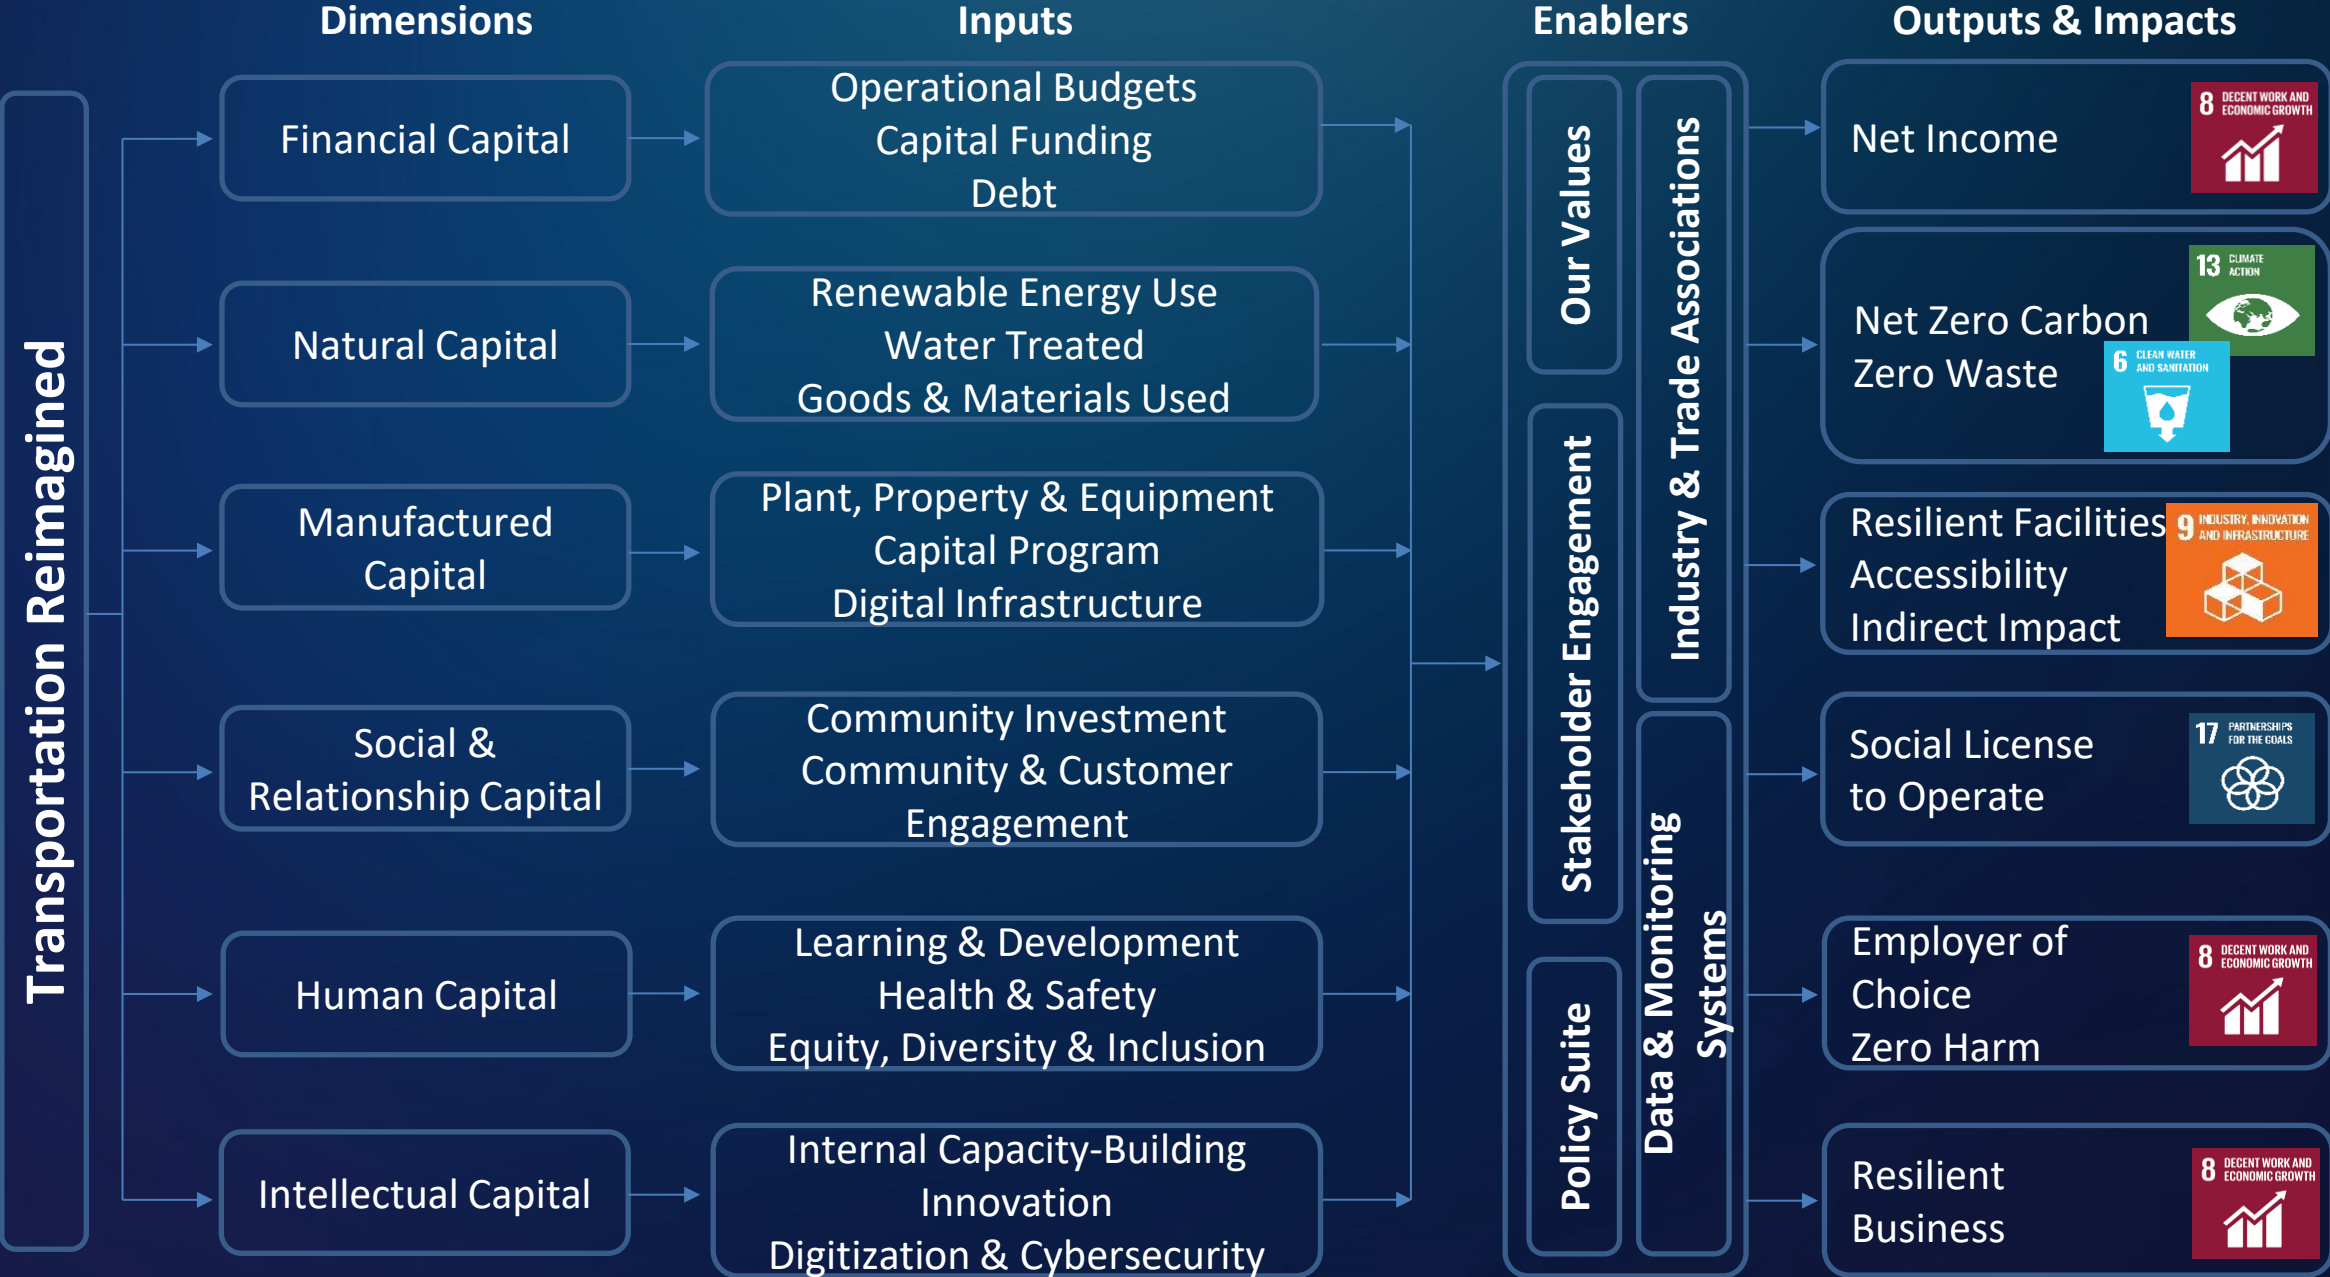 Dimensions
Inputs
Enablers
Outputs & Impacts
Transportation Reimagined
Financial Capital
Operational Budgets
Capital Funding
Debt
Natural Capital
Renewable Energy Use
Water Treated
Goods & Materials Used
Manufactured
Capital
Plant, Property & Equipment
Capital Program
Digital Infrastructure
Social &
Relationship Capital
Community Investment
Community & Customer
Engagement
Human Capital
Learning & Development
Health & Safety
Equity, Diversity & Inclusion
Intellectual Capital
Internal Capacity-Building
Innovation
Digitization & Cybersecurity
Our Values
Stakeholder Engagement
Policy Suite
Industry & Trade Associations
Data & Monitoring
Systems
Net Income
8 DECENT WORK AND
ECONOMIC GROWTH
Net Zero Carbon
Zero Waste
13 CLIMATE
ACTION
6 CLEAN WATER
AND SANITATION
Resilient Facilities
Accessibility
Indirect Impact
9 INDUSTRY, INNOVATION
AND INFRASTRUCTURE
Social License
to Operate
17 PARTNERSHIPS
FOR THE GOALS
Employer of
Choice
Zero Harm
8 DECENT WORK AND
ECONOMIC GROWTH
Resilient
Business
8 DECENT WORK AND
ECONOMIC GROWTH